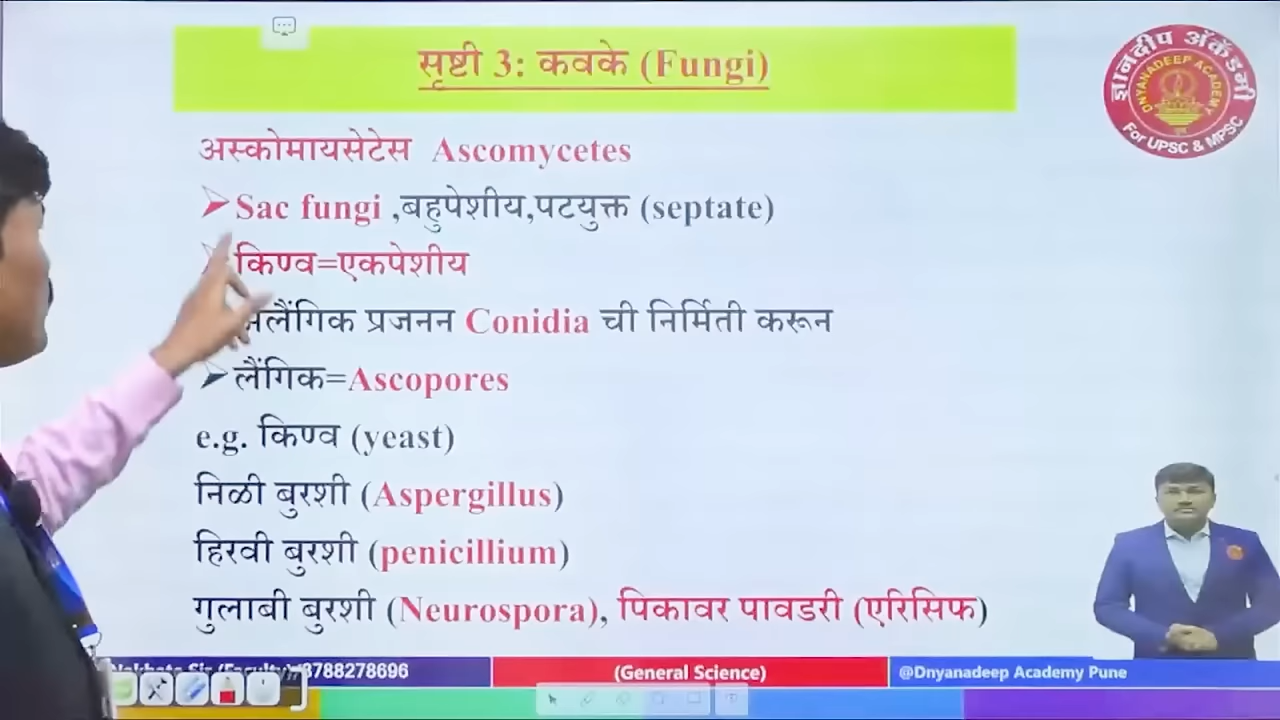 सृष्टी 3: कवके (Fungi)
ज्ञानदीप अ‍ॅकॅडमी
DNYANADEEP ACADEMY
For UPSC & MPSC
अस्कोमायसेटेस Ascomycetes
Sac fungi ,बहुपेशीय,पटयुक्त (septate)
किण्व=एकपेशीय
लैंगिक प्रजनन Conidia ची निर्मिती करून
लैंगिक=Ascopores
e.g. किण्व (yeast)
निळी बुरशी (Aspergillus)
हिरवी बुरशी (penicillium)
गुलाबी बुरशी (Neurospora), पिकावर पावडरी (एरिसिफ)
Sir (Faculty) 8788278696
(General Science)
@Dnyanadeep Academy Pune